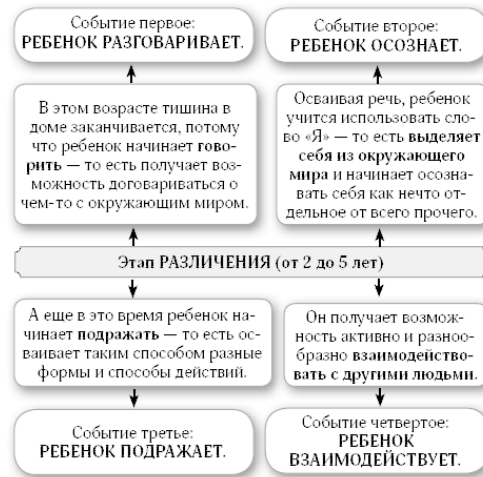 Событие первое:
РЕБЕНОК РАЗГОВАРИВАЕТ.
Событие второе:
РЕБЕНОК ОСОЗНАЕТ.
В этом возрасте тишина в
доме заканчивается, потому
что ребенок начинает гово-
рить — то есть получает воз-
можность договариваться о
чем-то с окружающим миром.
Осваивая речь, ребенок
учится использовать сло-
во «Я» — то есть выделяет
себя из окружающего
мира и начинает осозна-
вать себя как нечто от-
дельное от всего прочего.
Этап РАЗЛИЧЕНИЯ (от 2 до 5 лет)
А еще в это время ребенок на-
чинает подражать — то есть ос-
ваивает таким способом разные
формы и способы действий.
Он получает возмож-
ность активно и разно-
образно взаимодейство-
вать с другими людьми.
Событие третье:
РЕБЕНОК ПОДРАЖАЕТ.
Событие четвертое:
РЕБЕНОК
ВЗАИМОДЕЙСТВУЕТ.